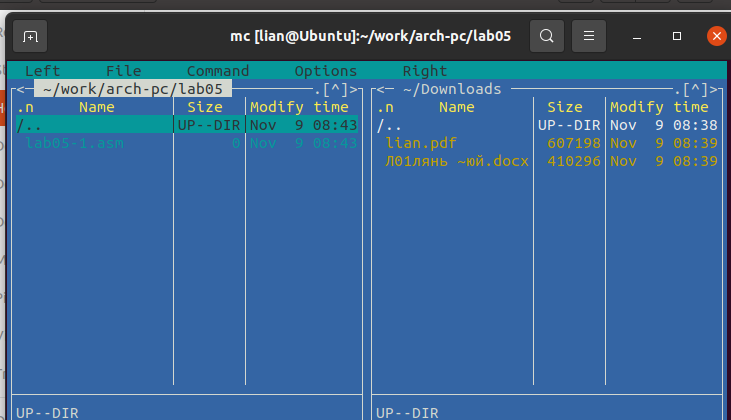 mc [lian@Ubuntu]:~/work/arch-pc/lab05
Left File Command Options Right
<─ ~/work/arch-pc/lab05 ─.[^]>
.n Name Size Modify time
/.. UP--DIR Nov 9 08:43
lab05-1.asm 0 Nov 9 08:43
UP--DIR
<─ ~/Downloads ─.[^]>
.n Name Size Modify time
/.. UP--DIR Nov 9 08:38
lian.pdf 607198 Nov 9 08:39
Л01лянь ~юй.docx 410296 Nov 9 08:39
UP--DIR